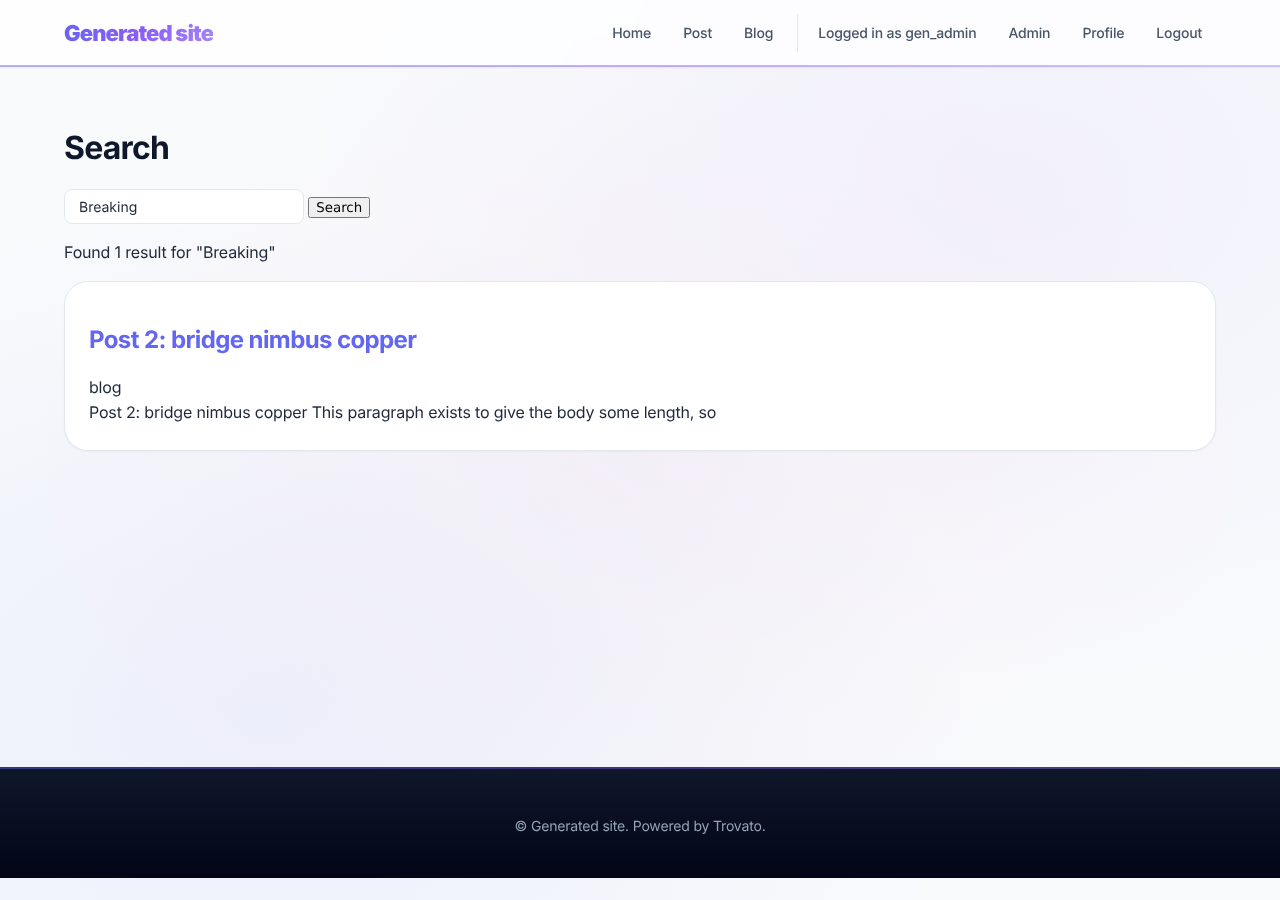 Generated site
Home Post Blog Logged in as gen_admin Admin Profile Logout
Search
Breaking Search
Found 1 result for "Breaking"
Post 2: bridge nimbus copper
blog
Post 2: bridge nimbus copper This paragraph exists to give the body some length, so
© Generated site. Powered by Trovato.